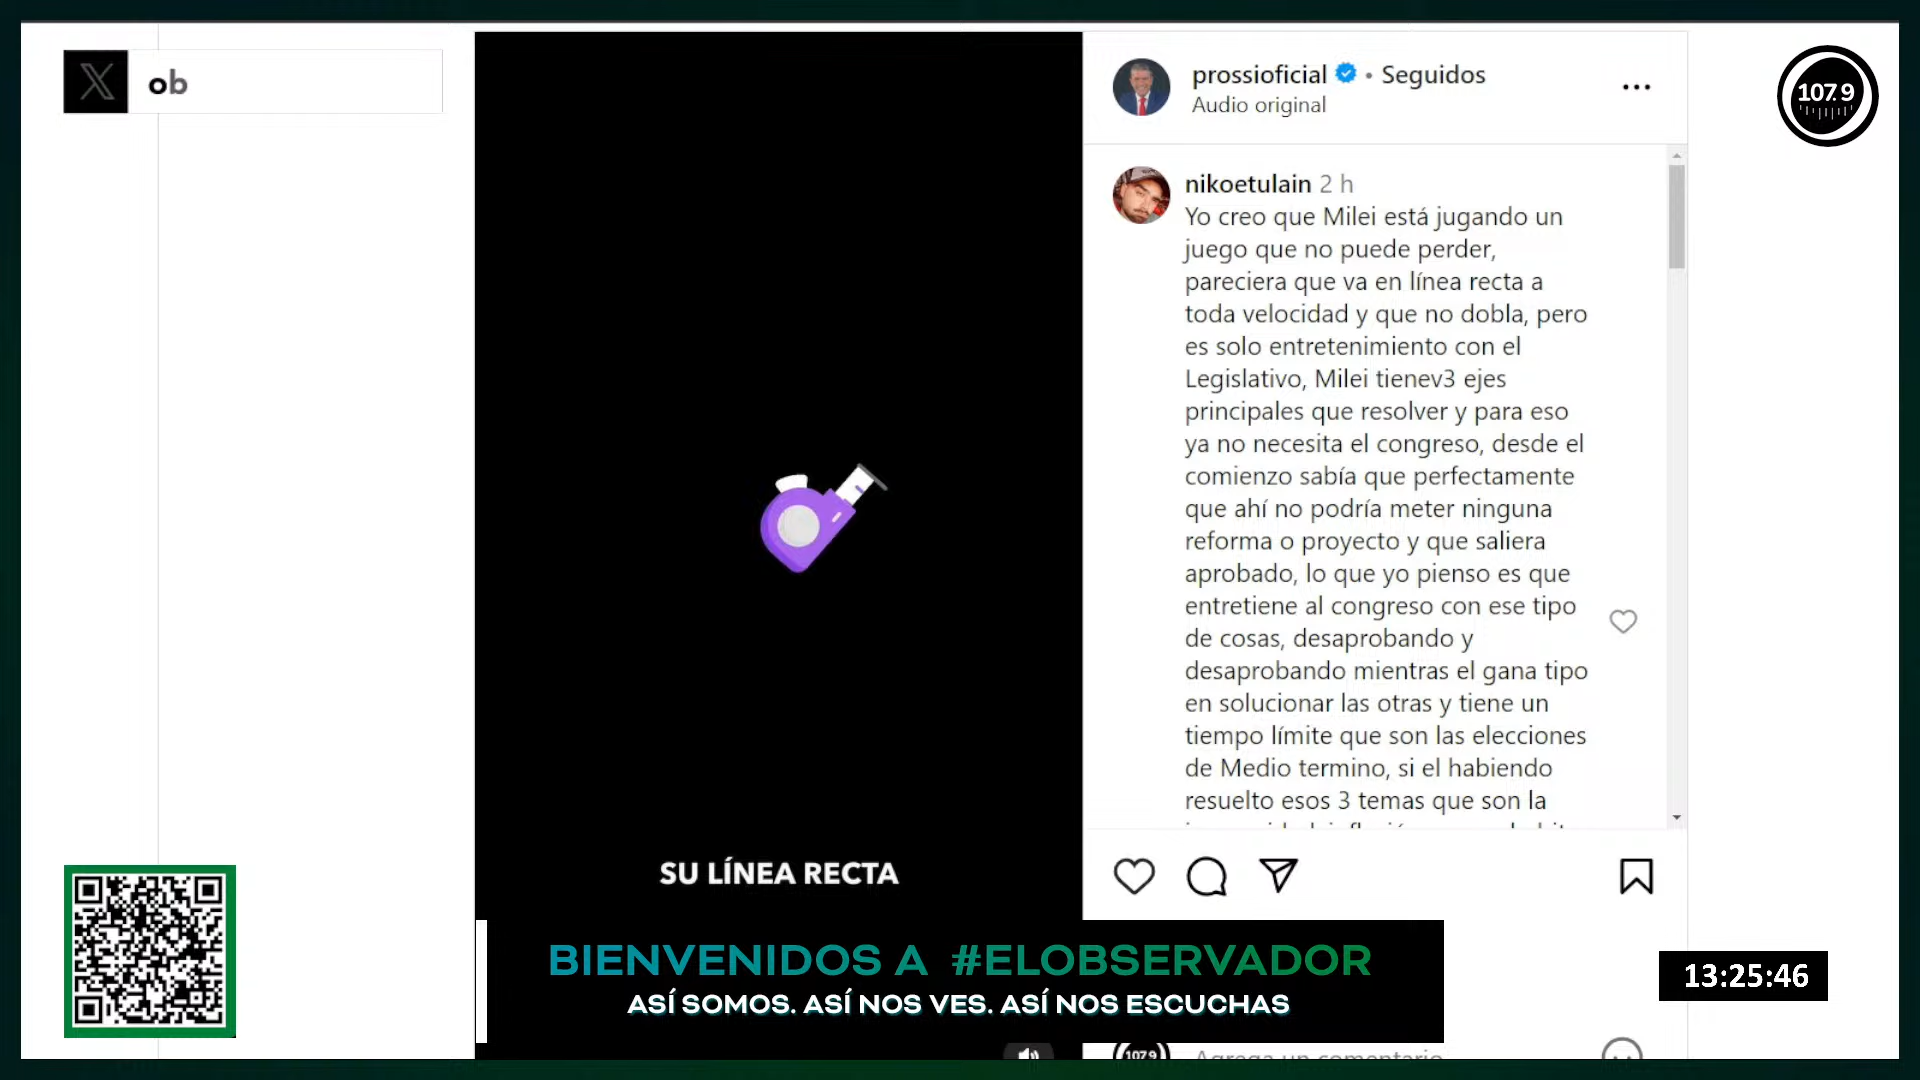 ob
prossioficial • Seguidos
Audio original
107.9
nikoetulain 2 h
Yo creo que Milei está jugando un
juego que no puede perder,
pareciera que va en línea recta a
toda velocidad y que no dobla, pero
es solo entretenimiento con el
Legislativo, Milei tienev3 ejes
principales que resolver y para eso
ya no necesita el congreso, desde el
comienzo sabía que perfectamente
que ahí no podría meter ninguna
reforma o proyecto y que saliera
aprobado, lo que yo pienso es que
entretiene al congreso con ese tipo
de cosas, desaprobando y
desaprobando mientras el gana tipo
en solucionar las otras y tiene un
tiempo límite que son las elecciones
de Medio termino, si el habiendo
resuelto esos 3 temas que son la
SU LÍNEA RECTA
BIENVENIDOS A #ELOBSERVADOR
ASÍ SOMOS. ASÍ NOS VES. ASÍ NOS ESCUCHAS
13:25:46
107.9
Agrega un comentario